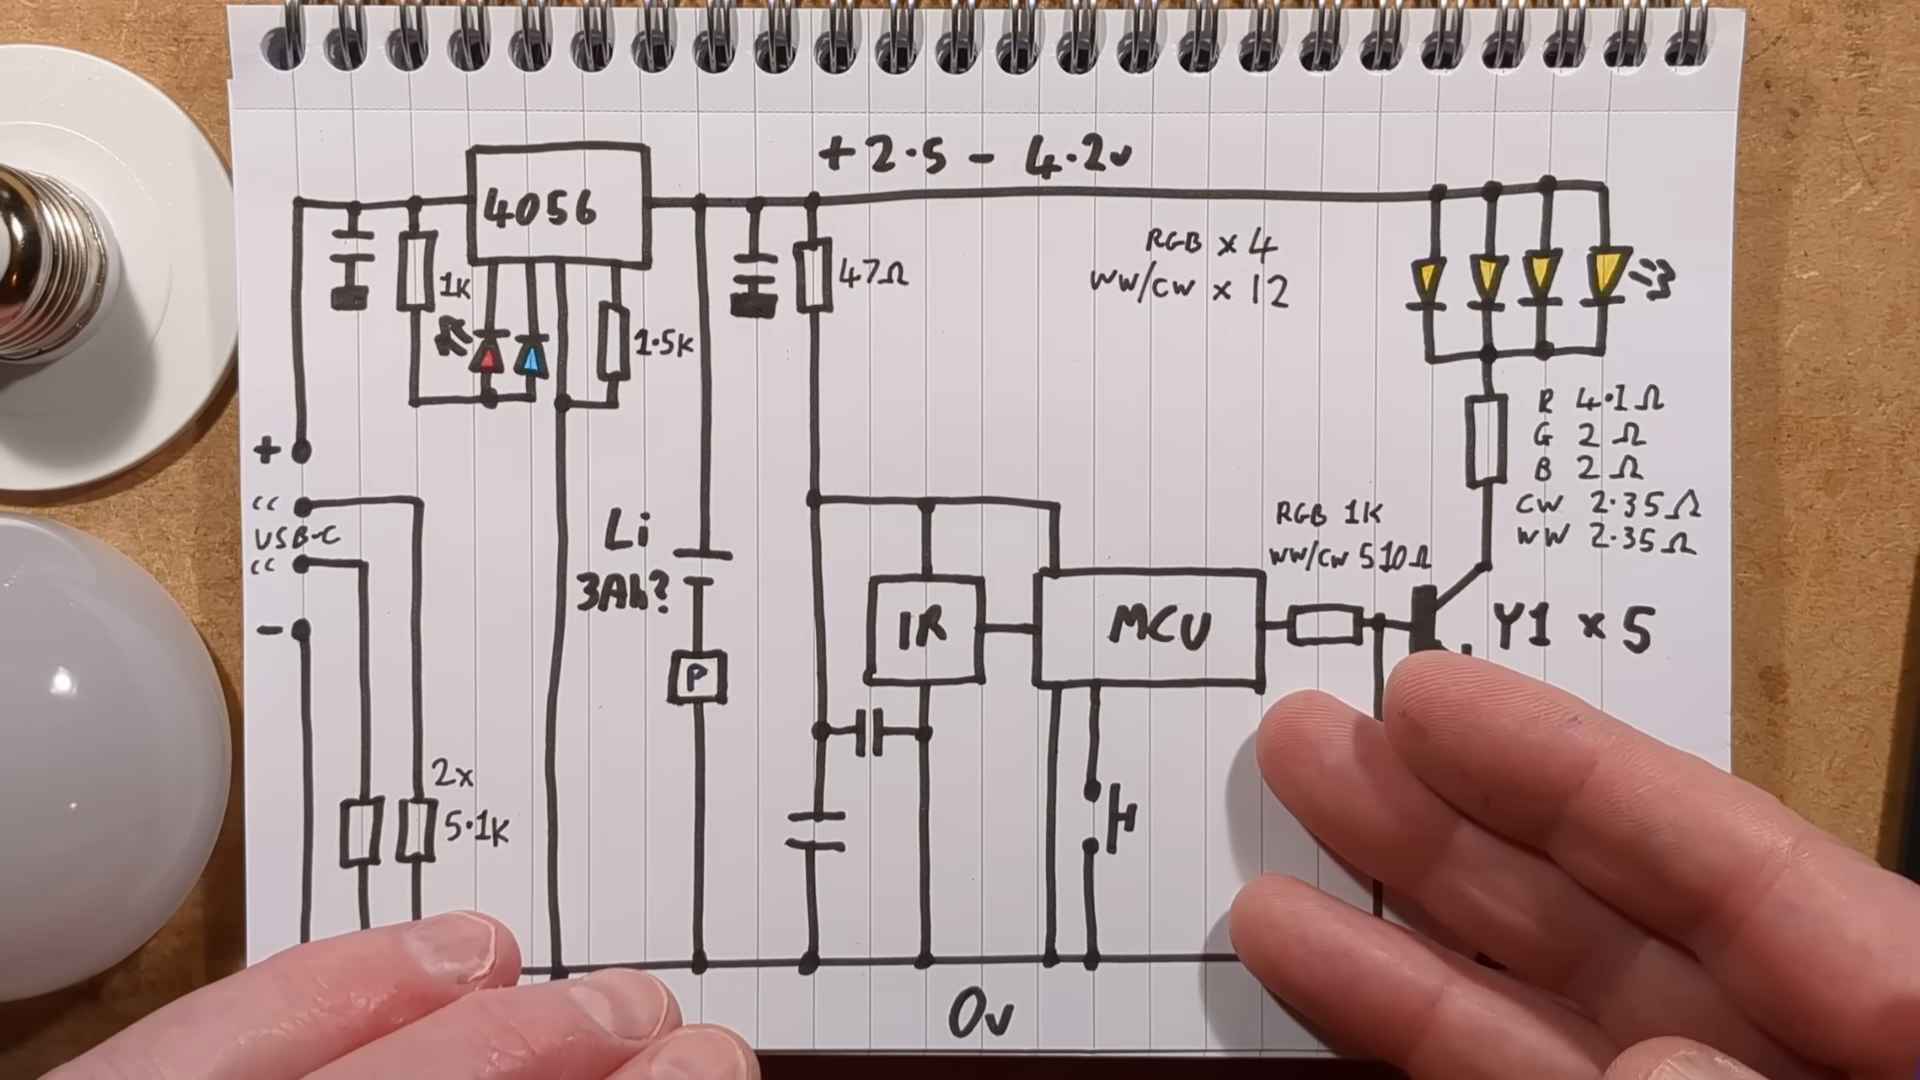 +2.5 - 4.2v
4056
RGB x 4
WW/CW x 12
1K
47Ω
1.5K
R 4.1Ω
G 2Ω
B 2Ω
CW 2.35Ω
WW 2.35Ω
+
CC
USB-C
CC
-
Li
3Ah?
RGB 1K
WW/CW 510Ω
P
IR
MCU
Y1 x 5
2x
5.1K
0v